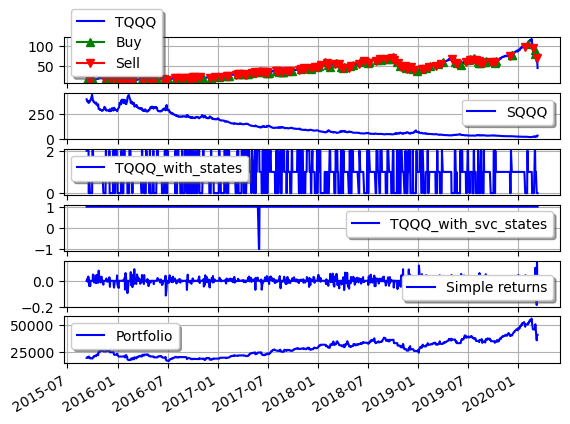 TQQQ
Buy
Sell
100
50
SQQQ
250
0
TQQQ_with_states
2
0
TQQQ_with_svc_states
1
0
−1
Simple returns
0.0
−0.2
Portfolio
50000
25000
2015-07
2016-01
2016-07
2017-01
2017-07
2018-01
2018-07
2019-01
2019-07
2020-01